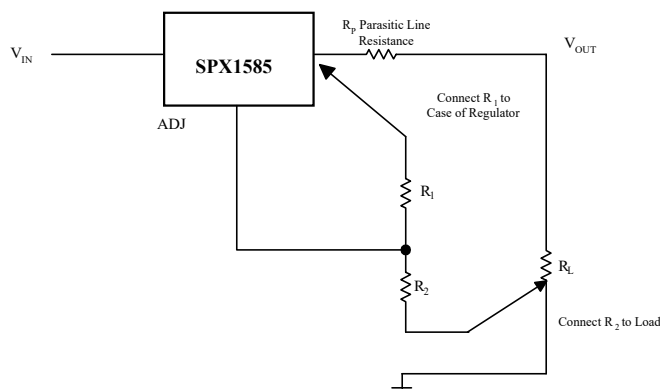 R_P Parasitic Line
Resistance
V_IN
V_OUT
SPX1585
Connect R_1 to
Case of Regulator
ADJ
R_1
R_L
R_2
Connect R_2 to Load